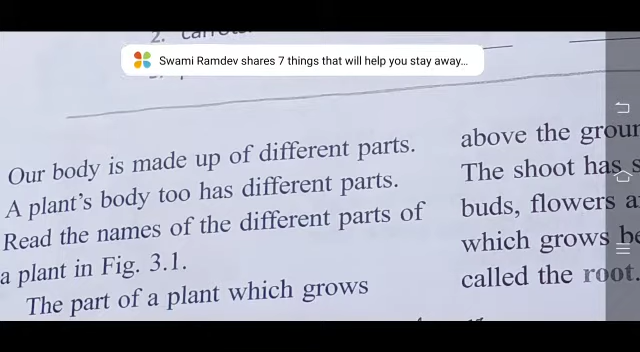 2.
Swami Ramdev shares 7 things that will help you stay away...
Our body is made up of different parts.
A plant's body too has different parts.
Read the names of the different parts of
a plant in Fig. 3.1.
The part of a plant which grows
above the
The shoot has
buds, flowers
which grows
called the root.